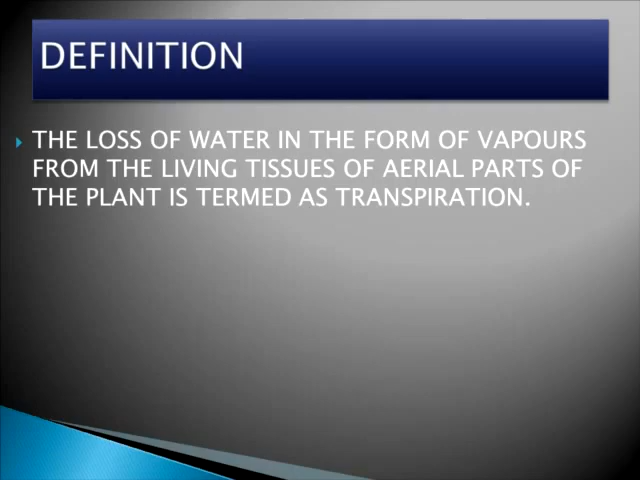 DEFINITION
THE LOSS OF WATER IN THE FORM OF VAPOURS
FROM THE LIVING TISSUES OF AERIAL PARTS OF
THE PLANT IS TERMED AS TRANSPIRATION.